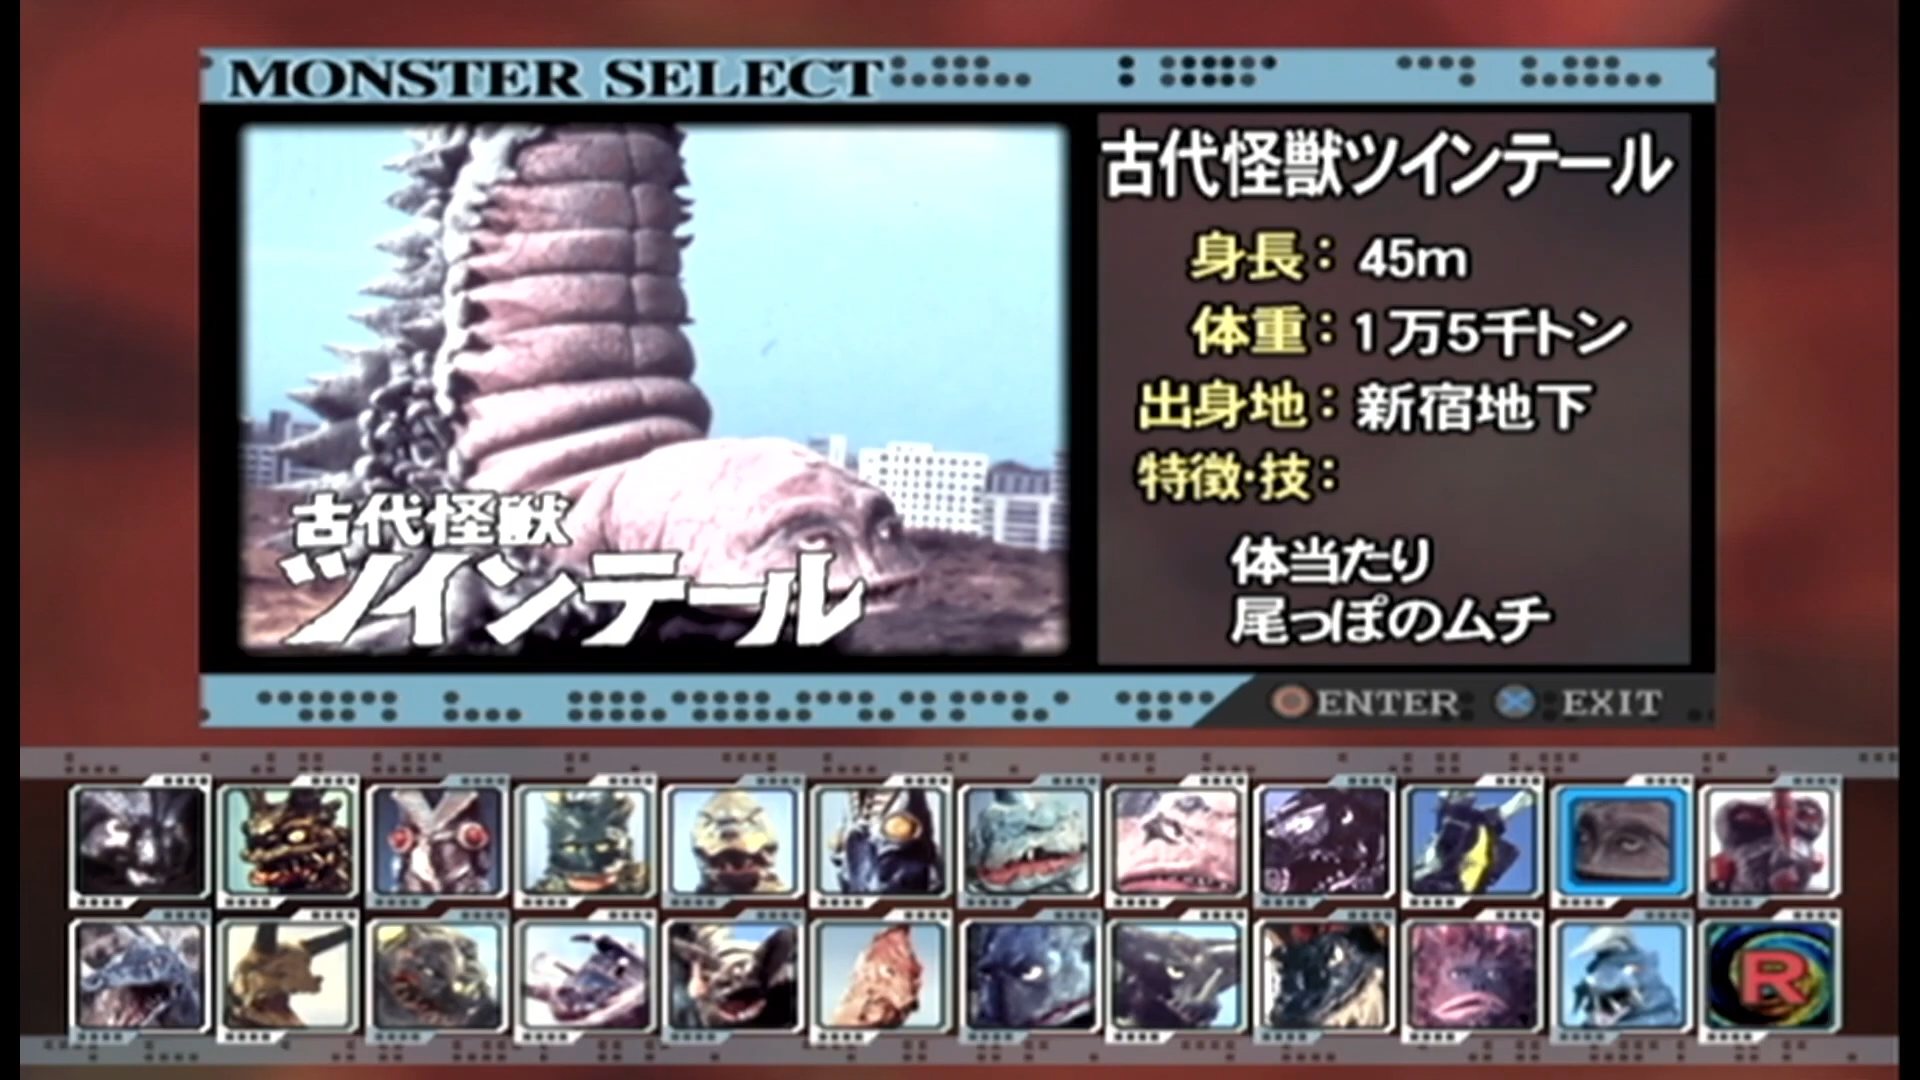 MONSTER SELECT
古代怪獣
ツインテール
古代怪獣ツインテール
身長： 45m
体重： 1万5千トン
出身地： 新宿地下
特徴・技：
体当たり
尾っぽのムチ
ENTER EXIT
R